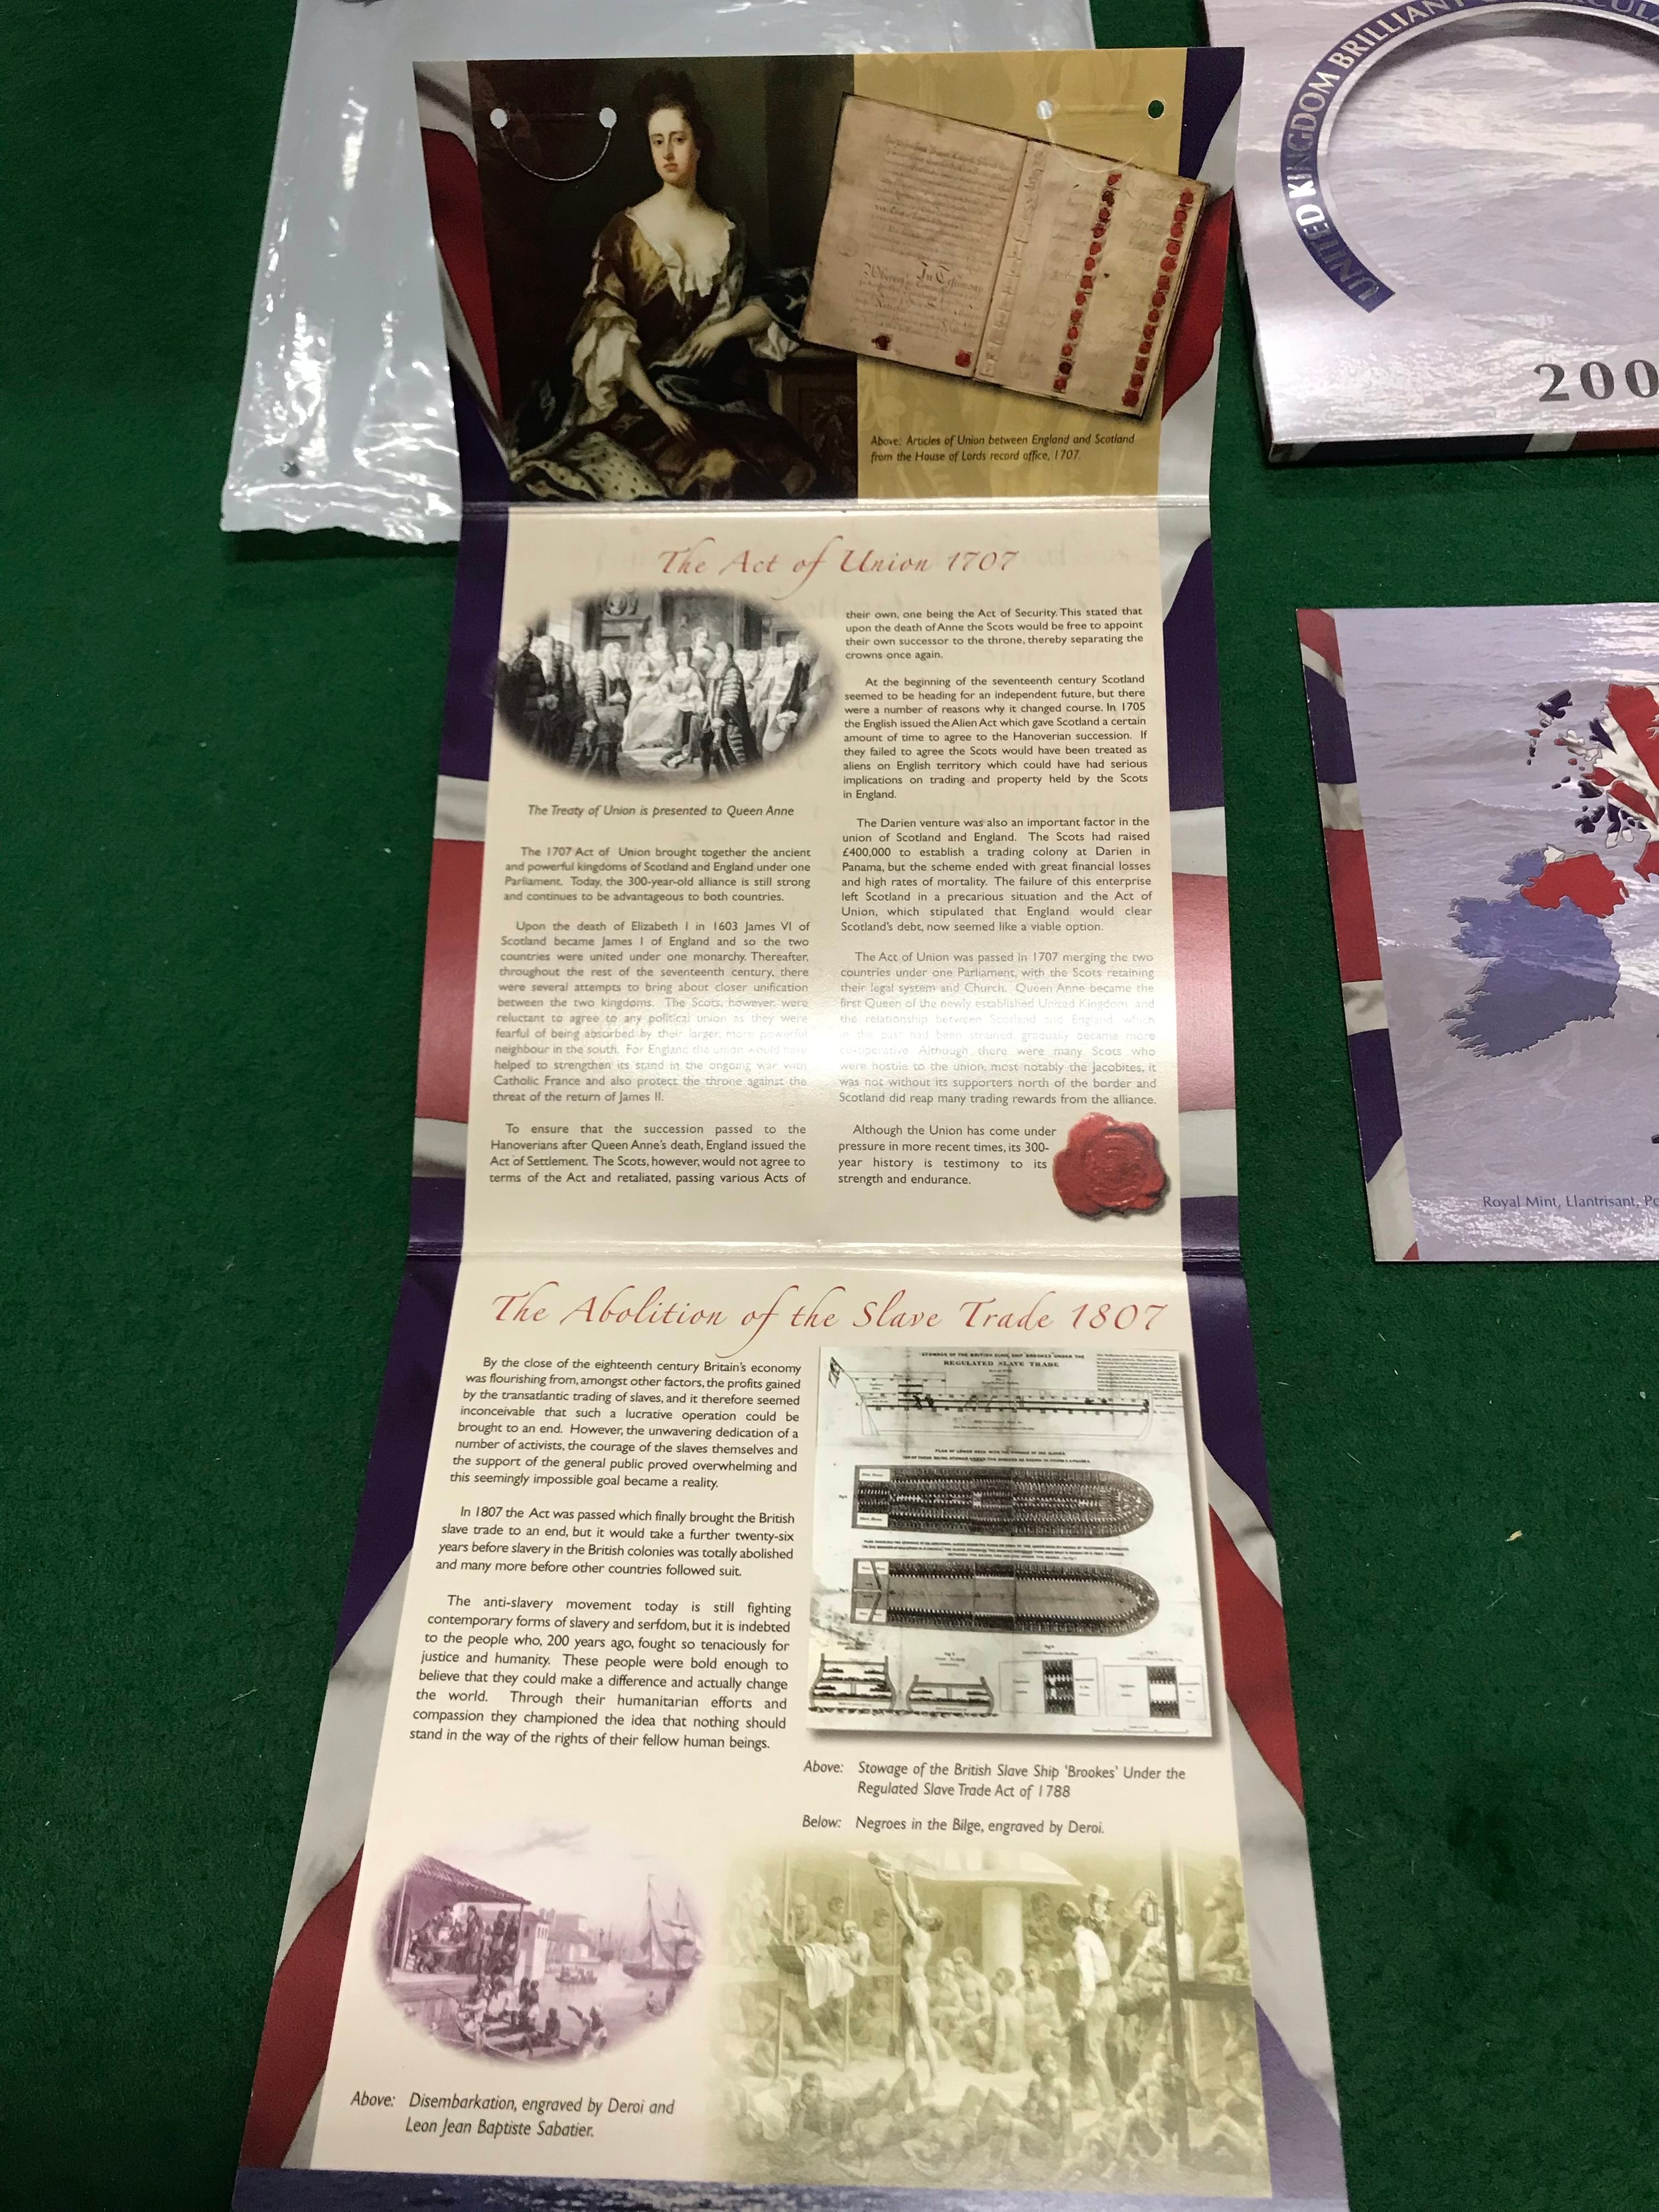 UNITED KINGDOM BRILLIANT
200
Whereof In Testimony
Above: Articles of Union between England and Scotland
from the House of Lords record office, 1707.
The Act of Union 1707
The Treaty of Union is presented to Queen Anne
The 1707 Act of Union brought together the ancient
and powerful kingdoms of Scotland and England under one
Parliament. Today, the 300-year-old alliance is still strong
and continues to be advantageous to both countries.
Upon the death of Elizabeth I in 1603 James VI of
Scotland became James I of England and so the two
countries were united under one monarchy. Thereafter,
throughout the rest of the seventeenth century, there
were several attempts to bring about closer unification
between the two kingdoms. The Scots, however, were
reluctant to agree to any political union as they were
fearful of being absorbed by their larger, more powerful
neighbour in the south. For England the union would have
helped to strengthen its stand in the ongoing war with
Catholic France and also protect the throne against the
threat of the return of James II.
To ensure that the succession passed to the
Hanoverians after Queen Anne's death, England issued the
Act of Settlement. The Scots, however, would not agree to
terms of the Act and retaliated, passing various Acts of
their own, one being the Act of Security. This stated that
upon the death of Anne the Scots would be free to appoint
their own successor to the throne, thereby separating the
crowns once again.
At the beginning of the seventeenth century Scotland
seemed to be heading for an independent future, but there
were a number of reasons why it changed course. In 1705
the English issued the Alien Act which gave Scotland a certain
amount of time to agree to the Hanoverian succession. If
they failed to agree the Scots would have been treated as
aliens on English territory which could have had serious
implications on trading and property held by the Scots
in England.
The Darien venture was also an important factor in the
union of Scotland and England. The Scots had raised
£400,000 to establish a trading colony at Darien in
Panama, but the scheme ended with great financial losses
and high rates of mortality. The failure of this enterprise
left Scotland in a precarious situation and the Act of
Union, which stipulated that England would clear
Scotland's debt, now seemed like a viable option.
The Act of Union was passed in 1707 merging the two
countries under one Parliament, with the Scots retaining
their legal system and Church. Queen Anne became the
first Queen of the newly established United Kingdom and
the relationship between Scotland and England, which
in the past had been strained, gradually became more
co-operative. Although there were many Scots who
were hostile to the union, most notably the Jacobites, it
was not without its supporters north of the border and
Scotland did reap many trading rewards from the alliance.
Although the Union has come under
pressure in more recent times, its 300-
year history is testimony to its
strength and endurance.
Royal Mint, Llantrisant,
The Abolition of the Slave Trade 1807
By the close of the eighteenth century Britain's economy
was flourishing from, amongst other factors, the profits gained
by the transatlantic trading of slaves, and it therefore seemed
inconceivable that such a lucrative operation could be
brought to an end. However, the unwavering dedication of a
number of activists, the courage of the slaves themselves and
the support of the general public proved overwhelming and
this seemingly impossible goal became a reality.
In 1807 the Act was passed which finally brought the British
slave trade to an end, but it would take a further twenty-six
years before slavery in the British colonies was totally abolished
and many more before other countries followed suit.
The anti-slavery movement today is still fighting
contemporary forms of slavery and serfdom, but it is indebted
to the people who, 200 years ago, fought so tenaciously for
justice and humanity. These people were bold enough to
believe that they could make a difference and actually change
the world. Through their humanitarian efforts and
compassion they championed the idea that nothing should
stand in the way of the rights of their fellow human beings.
STOWAGE OF THE BRITISH SLAVE SHIP BROOKES UNDER THE
REGULATED SLAVE TRADE
PLAN OF LOWER DECK WITH THE STOWAGE OF 292 SLAVES
Above: Stowage of the British Slave Ship 'Brookes' Under the
Regulated Slave Trade Act of 1788
Below: Negroes in the Bilge, engraved by Deroi.
Above: Disembarkation, engraved by Deroi and
Leon Jean Baptiste Sabatier.